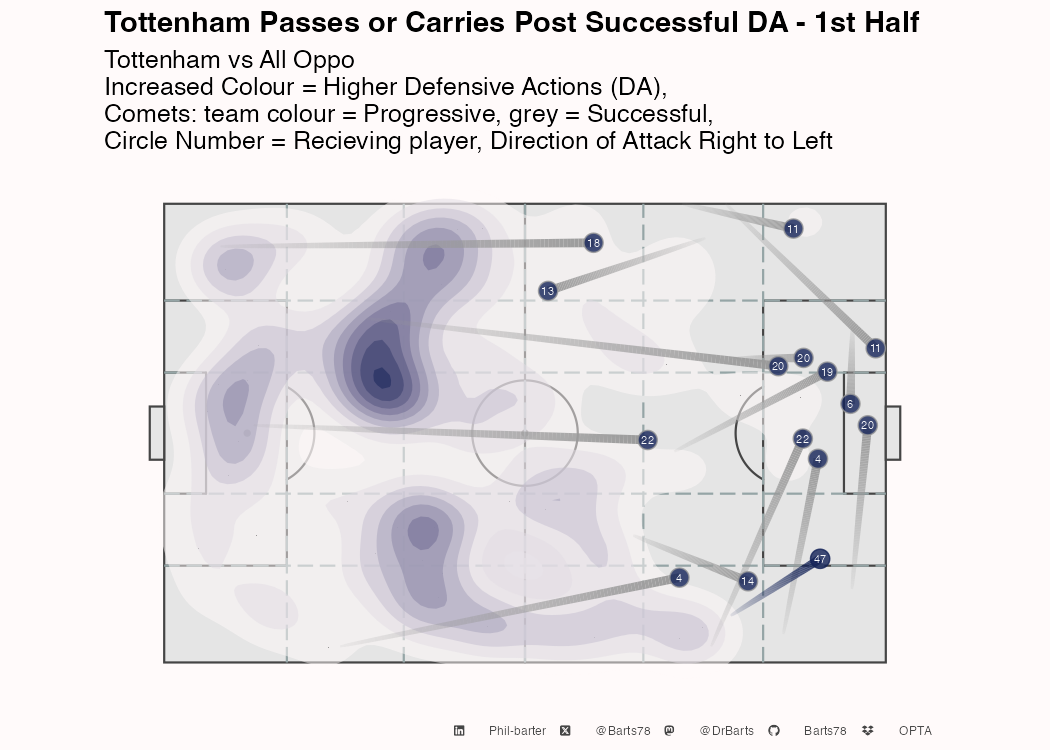 Tottenham Passes or Carries Post Successful DA - 1st Half
Tottenham vs All Oppo
Increased Colour = Higher Defensive Actions (DA),
Comets: team colour = Progressive, grey = Successful,
Circle Number = Recieving player, Direction of Attack Right to Left
11
18
13
11
20
20
19
6
20
22
22
4
47
4
14
Phil-barter @Barts78 @DrBarts Barts78 OPTA